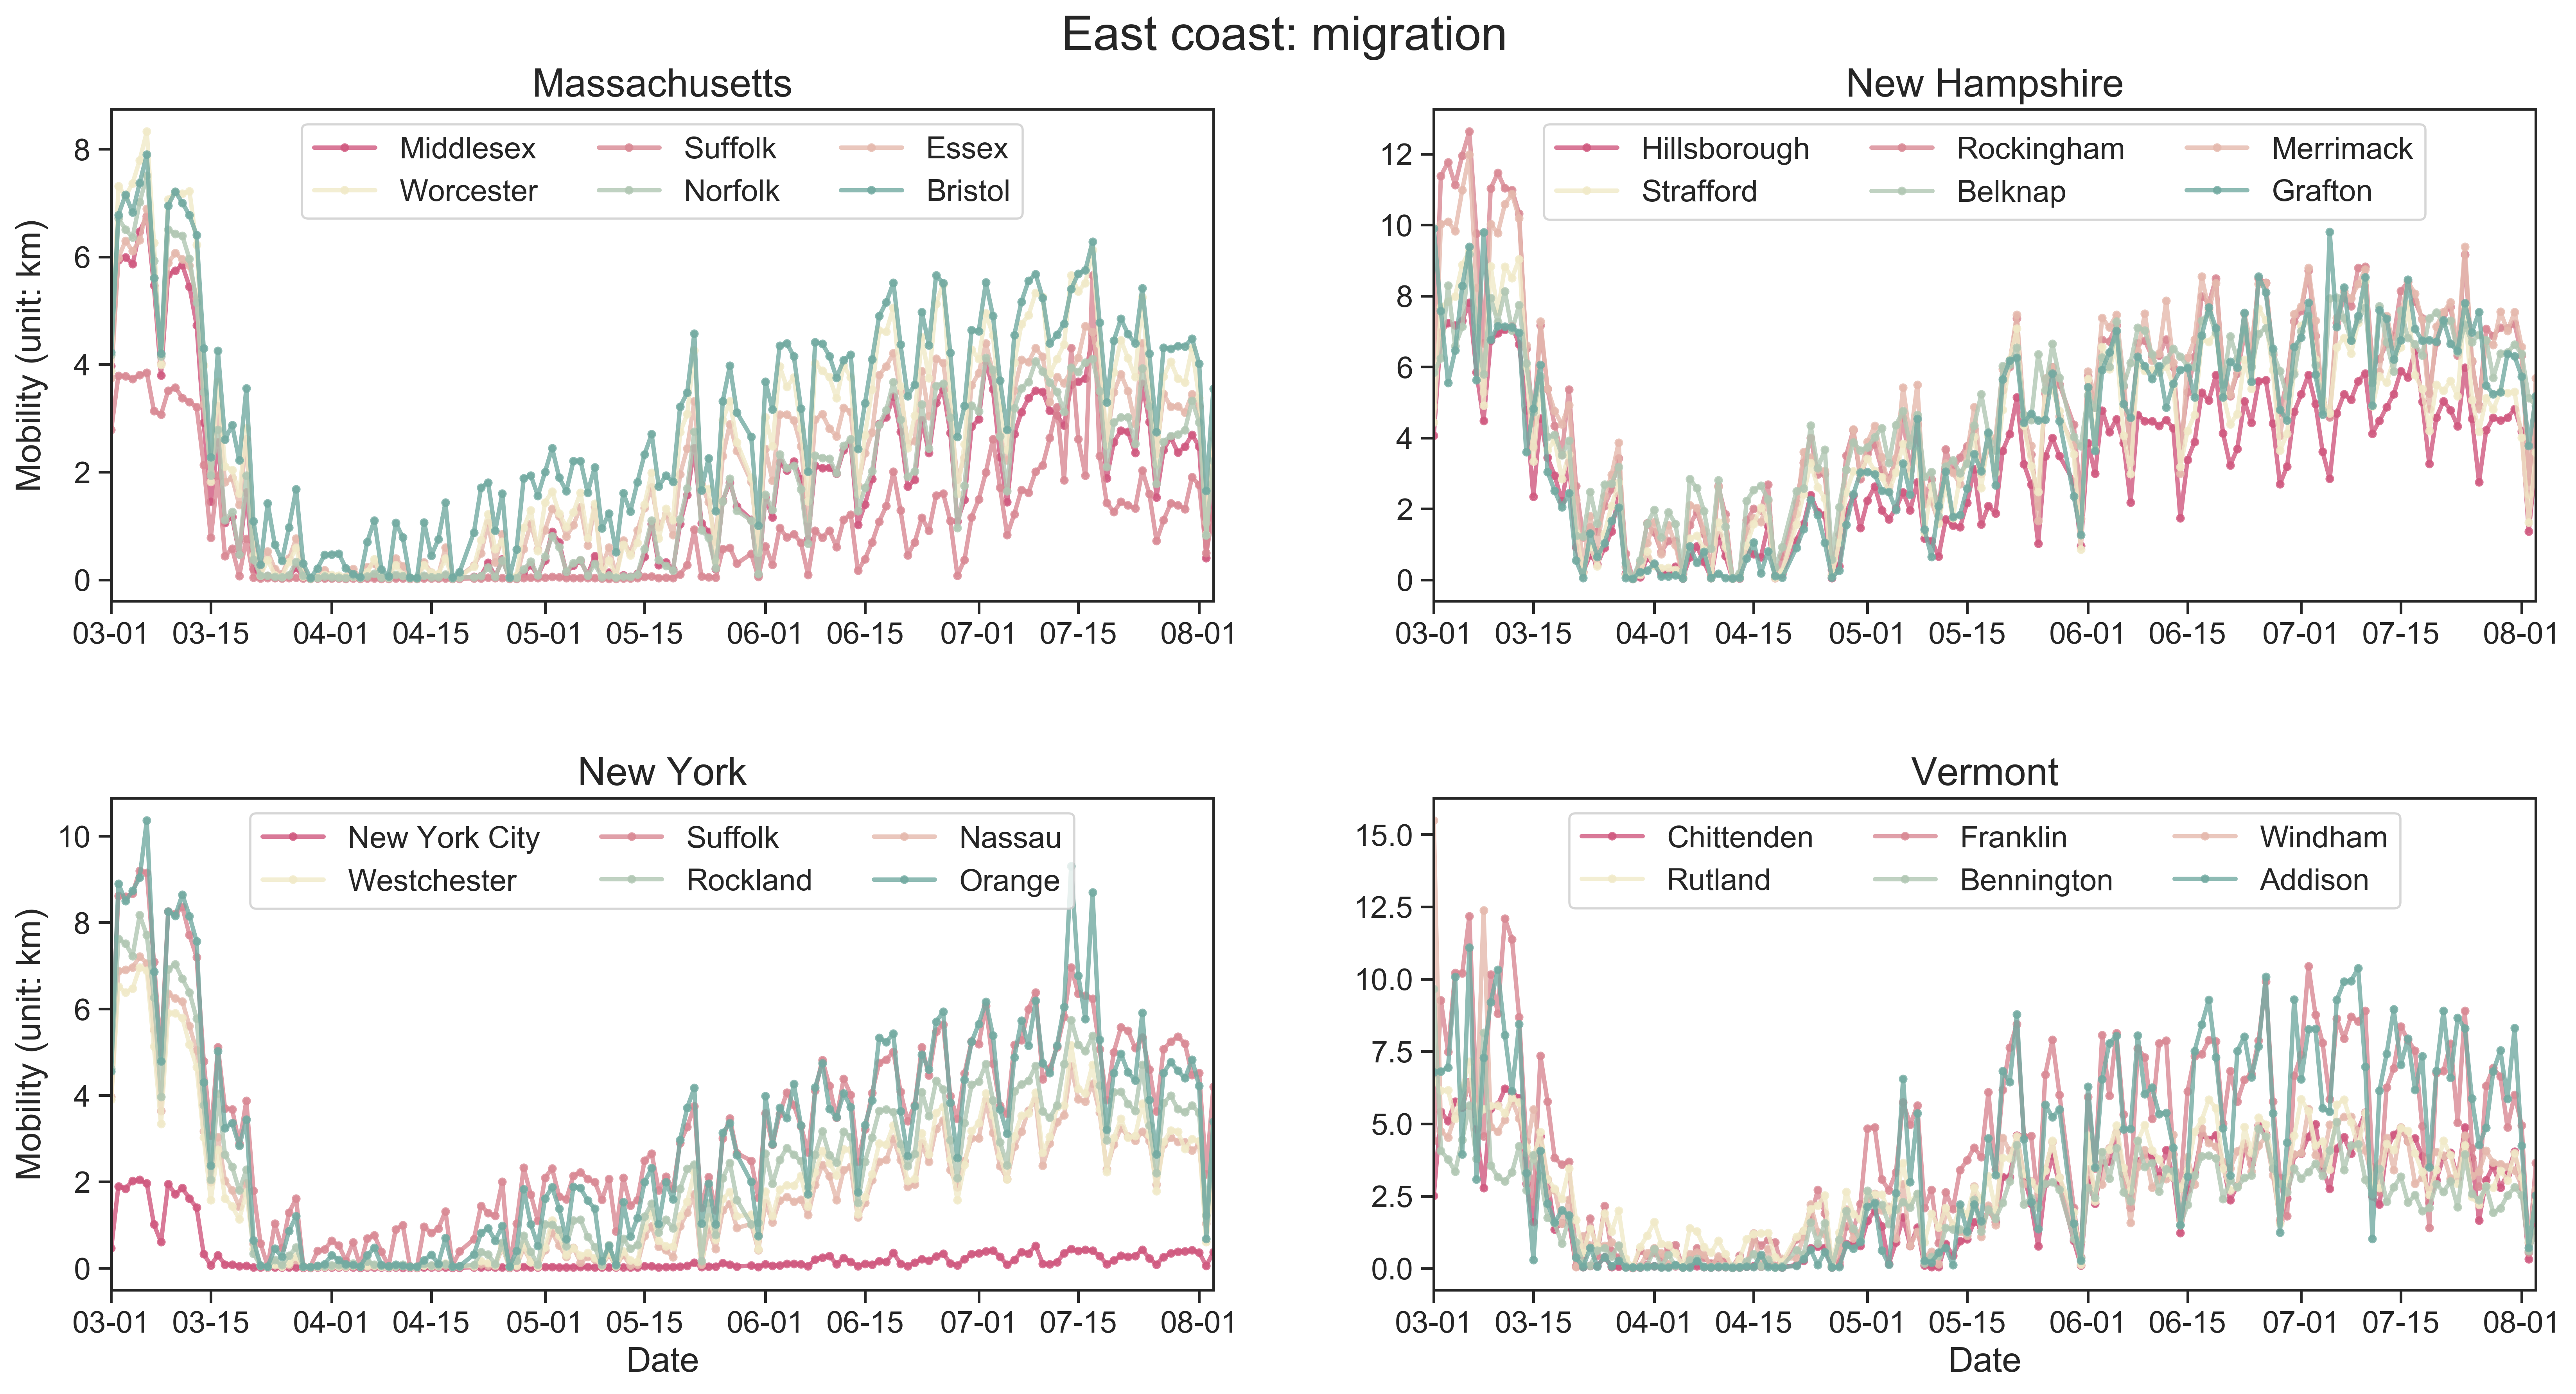 East coast: migration
Massachusetts
Mobility (unit: km)
8
6
4
2
0
Middlesex Suffolk Essex
Worcester Norfolk Bristol
03-01 03-15 04-01 04-15 05-01 05-15 06-01 06-15 07-01 07-15 08-01
New Hampshire
12
10
8
6
4
2
0
Hillsborough Rockingham Merrimack
Strafford Belknap Grafton
03-01 03-15 04-01 04-15 05-01 05-15 06-01 06-15 07-01 07-15 08-01
New York
Mobility (unit: km)
10
8
6
4
2
0
New York City Suffolk Nassau
Westchester Rockland Orange
03-01 03-15 04-01 04-15 05-01 05-15 06-01 06-15 07-01 07-15 08-01
Date
Vermont
15.0
12.5
10.0
7.5
5.0
2.5
0.0
Chittenden Franklin Windham
Rutland Bennington Addison
03-01 03-15 04-01 04-15 05-01 05-15 06-01 06-15 07-01 07-15 08-01
Date